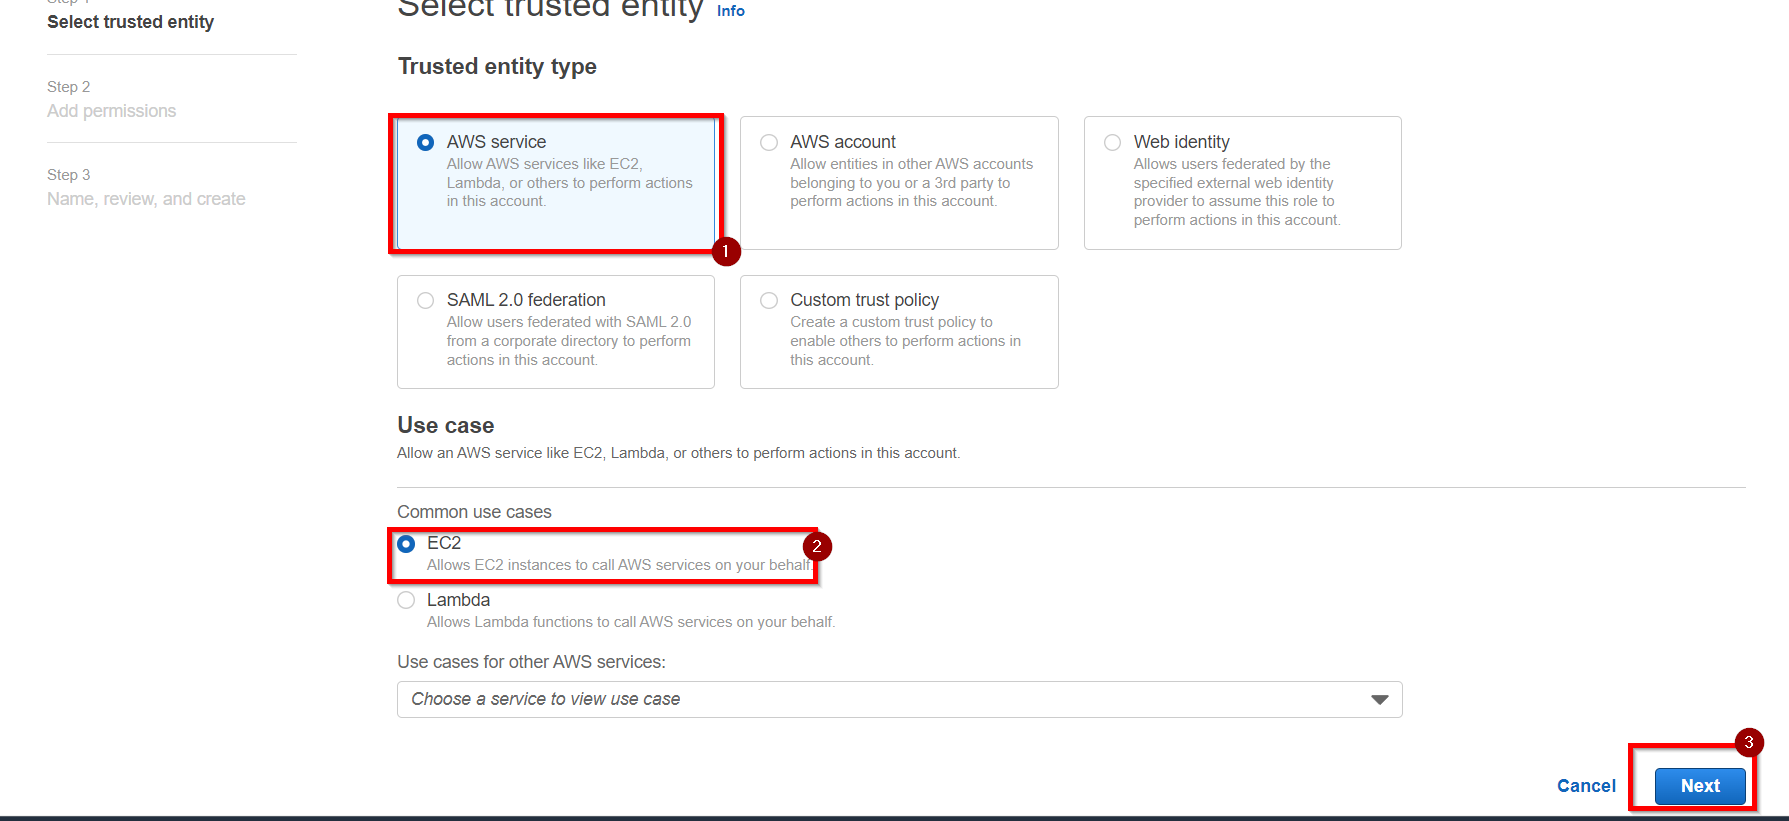 Step 1
Select trusted entity
Step 2
Add permissions
Step 3
Name, review, and create
Select trusted entity Info
Trusted entity type
AWS service
Allow AWS services like EC2,
Lambda, or others to perform actions
in this account.
1
AWS account
Allow entities in other AWS accounts
belonging to you or a 3rd party to
perform actions in this account.
Web identity
Allows users federated by the
specified external web identity
provider to assume this role to
perform actions in this account.
SAML 2.0 federation
Allow users federated with SAML 2.0
from a corporate directory to perform
actions in this account.
Custom trust policy
Create a custom trust policy to
enable others to perform actions in
this account.
Use case
Allow an AWS service like EC2, Lambda, or others to perform actions in this account.
Common use cases
EC2
2
Allows EC2 instances to call AWS services on your behalf.
Lambda
Allows Lambda functions to call AWS services on your behalf.
Use cases for other AWS services:
Choose a service to view use case
3
Cancel
Next